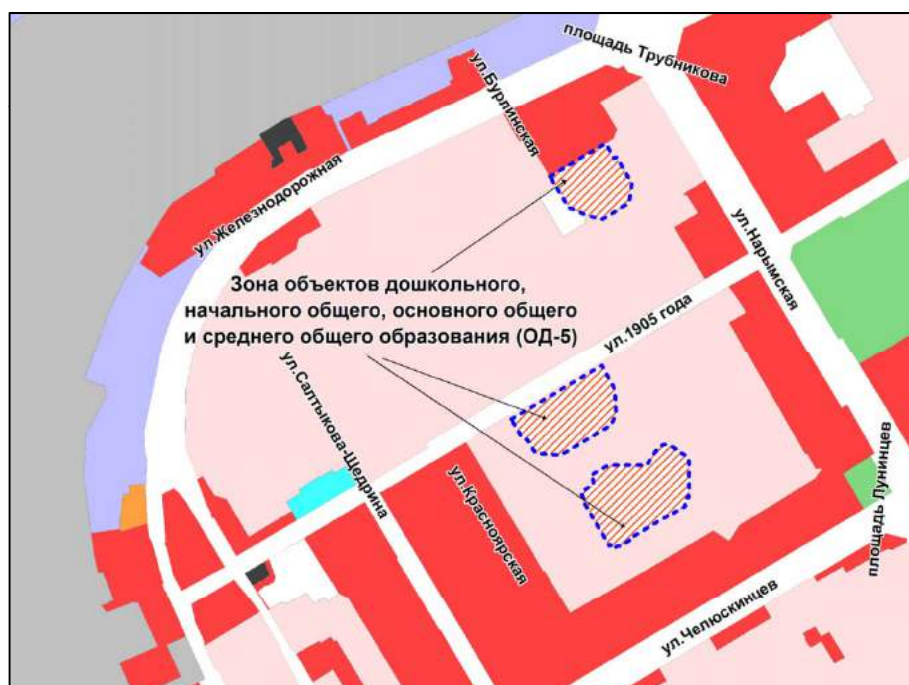 площадь Трубникова
ул.Бурлинская
ул.Железнодорожная
ул.Нарымская
Зона объектов дошкольного,
начального общего, основного общего
и среднего общего образования (ОД-5)
ул.1905 года
ул.Салтыкова-Щедрина
ул.Красноярская
площадь Лунинцев
ул.Челюскинцев